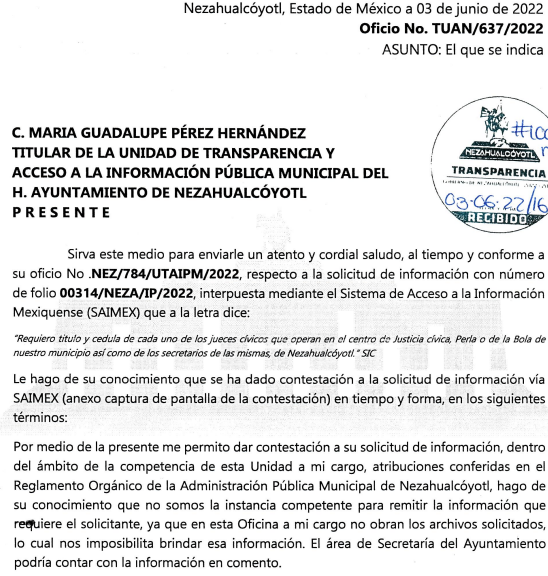 Nezahualcóyotl, Estado de México a 03 de junio de 2022
Oficio No. TUAN/637/2022
ASUNTO: El que se indica
C. MARIA GUADALUPE PÉREZ HERNÁNDEZ
TITULAR DE LA UNIDAD DE TRANSPARENCIA Y
ACCESO A LA INFORMACIÓN PÚBLICA MUNICIPAL DEL
H. AYUNTAMIENTO DE NEZAHUALCÓYOTL
P R E S E N T E
NEZAHUALCÓYOTL
TRANSPARENCIA
03-06-22/16
RECIBIDO
Sirva este medio para enviarle un atento y cordial saludo, al tiempo y conforme a
su oficio No .NEZ/784/UTAIPM/2022, respecto a la solicitud de información con número
de folio 00314/NEZA/IP/2022, interpuesta mediante el Sistema de Acceso a la Información
Mexiquense (SAIMEX) que a la letra dice:
"Requiero titulo y cedula de cada uno de los jueces cívicos que operan en el centro de Justicia cívica, Perla o de la Bola de
nuestro municipio así como de los secretarios de las mismas, de Nezahualcóyotl." SIC
Le hago de su conocimiento que se ha dado contestación a la solicitud de información vía
SAIMEX (anexo captura de pantalla de la contestación) en tiempo y forma, en los siguientes
términos:
Por medio de la presente me permito dar contestación a su solicitud de información, dentro
del ámbito de la competencia de esta Unidad a mi cargo, atribuciones conferidas en el
Reglamento Orgánico de la Administración Pública Municipal de Nezahualcóyotl, hago de
su conocimiento que no somos la instancia competente para remitir la información que
requiere el solicitante, ya que en esta Oficina a mi cargo no obran los archivos solicitados,
lo cual nos imposibilita brindar esa información. El área de Secretaría del Ayuntamiento
podría contar con la información en comento.